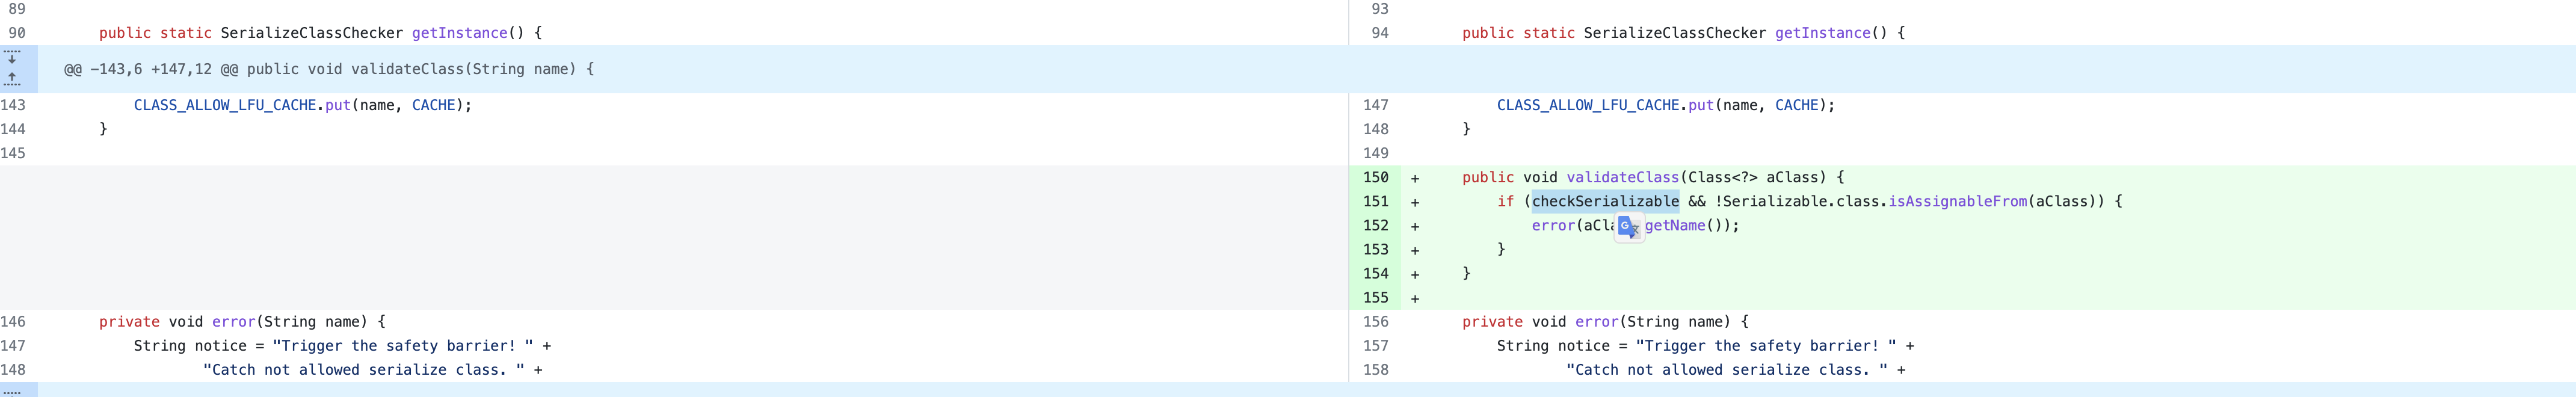 89
90 public static SerializeClassChecker getInstance() {
@@ -143,6 +147,12 @@ public void validateClass(String name) {
143 CLASS_ALLOW_LFU_CACHE.put(name, CACHE);
144 }
145
146 private void error(String name) {
147 String notice = "Trigger the safety barrier! " +
148 "Catch not allowed serialize class. " +
93
94 public static SerializeClassChecker getInstance() {
147 CLASS_ALLOW_LFU_CACHE.put(name, CACHE);
148 }
149
150 + public void validateClass(Class<?> aClass) {
151 + if (checkSerializable && !Serializable.class.isAssignableFrom(aClass)) {
152 + error(aCla getName());
153 + }
154 + }
155 +
156 private void error(String name) {
157 String notice = "Trigger the safety barrier! " +
158 "Catch not allowed serialize class. " +